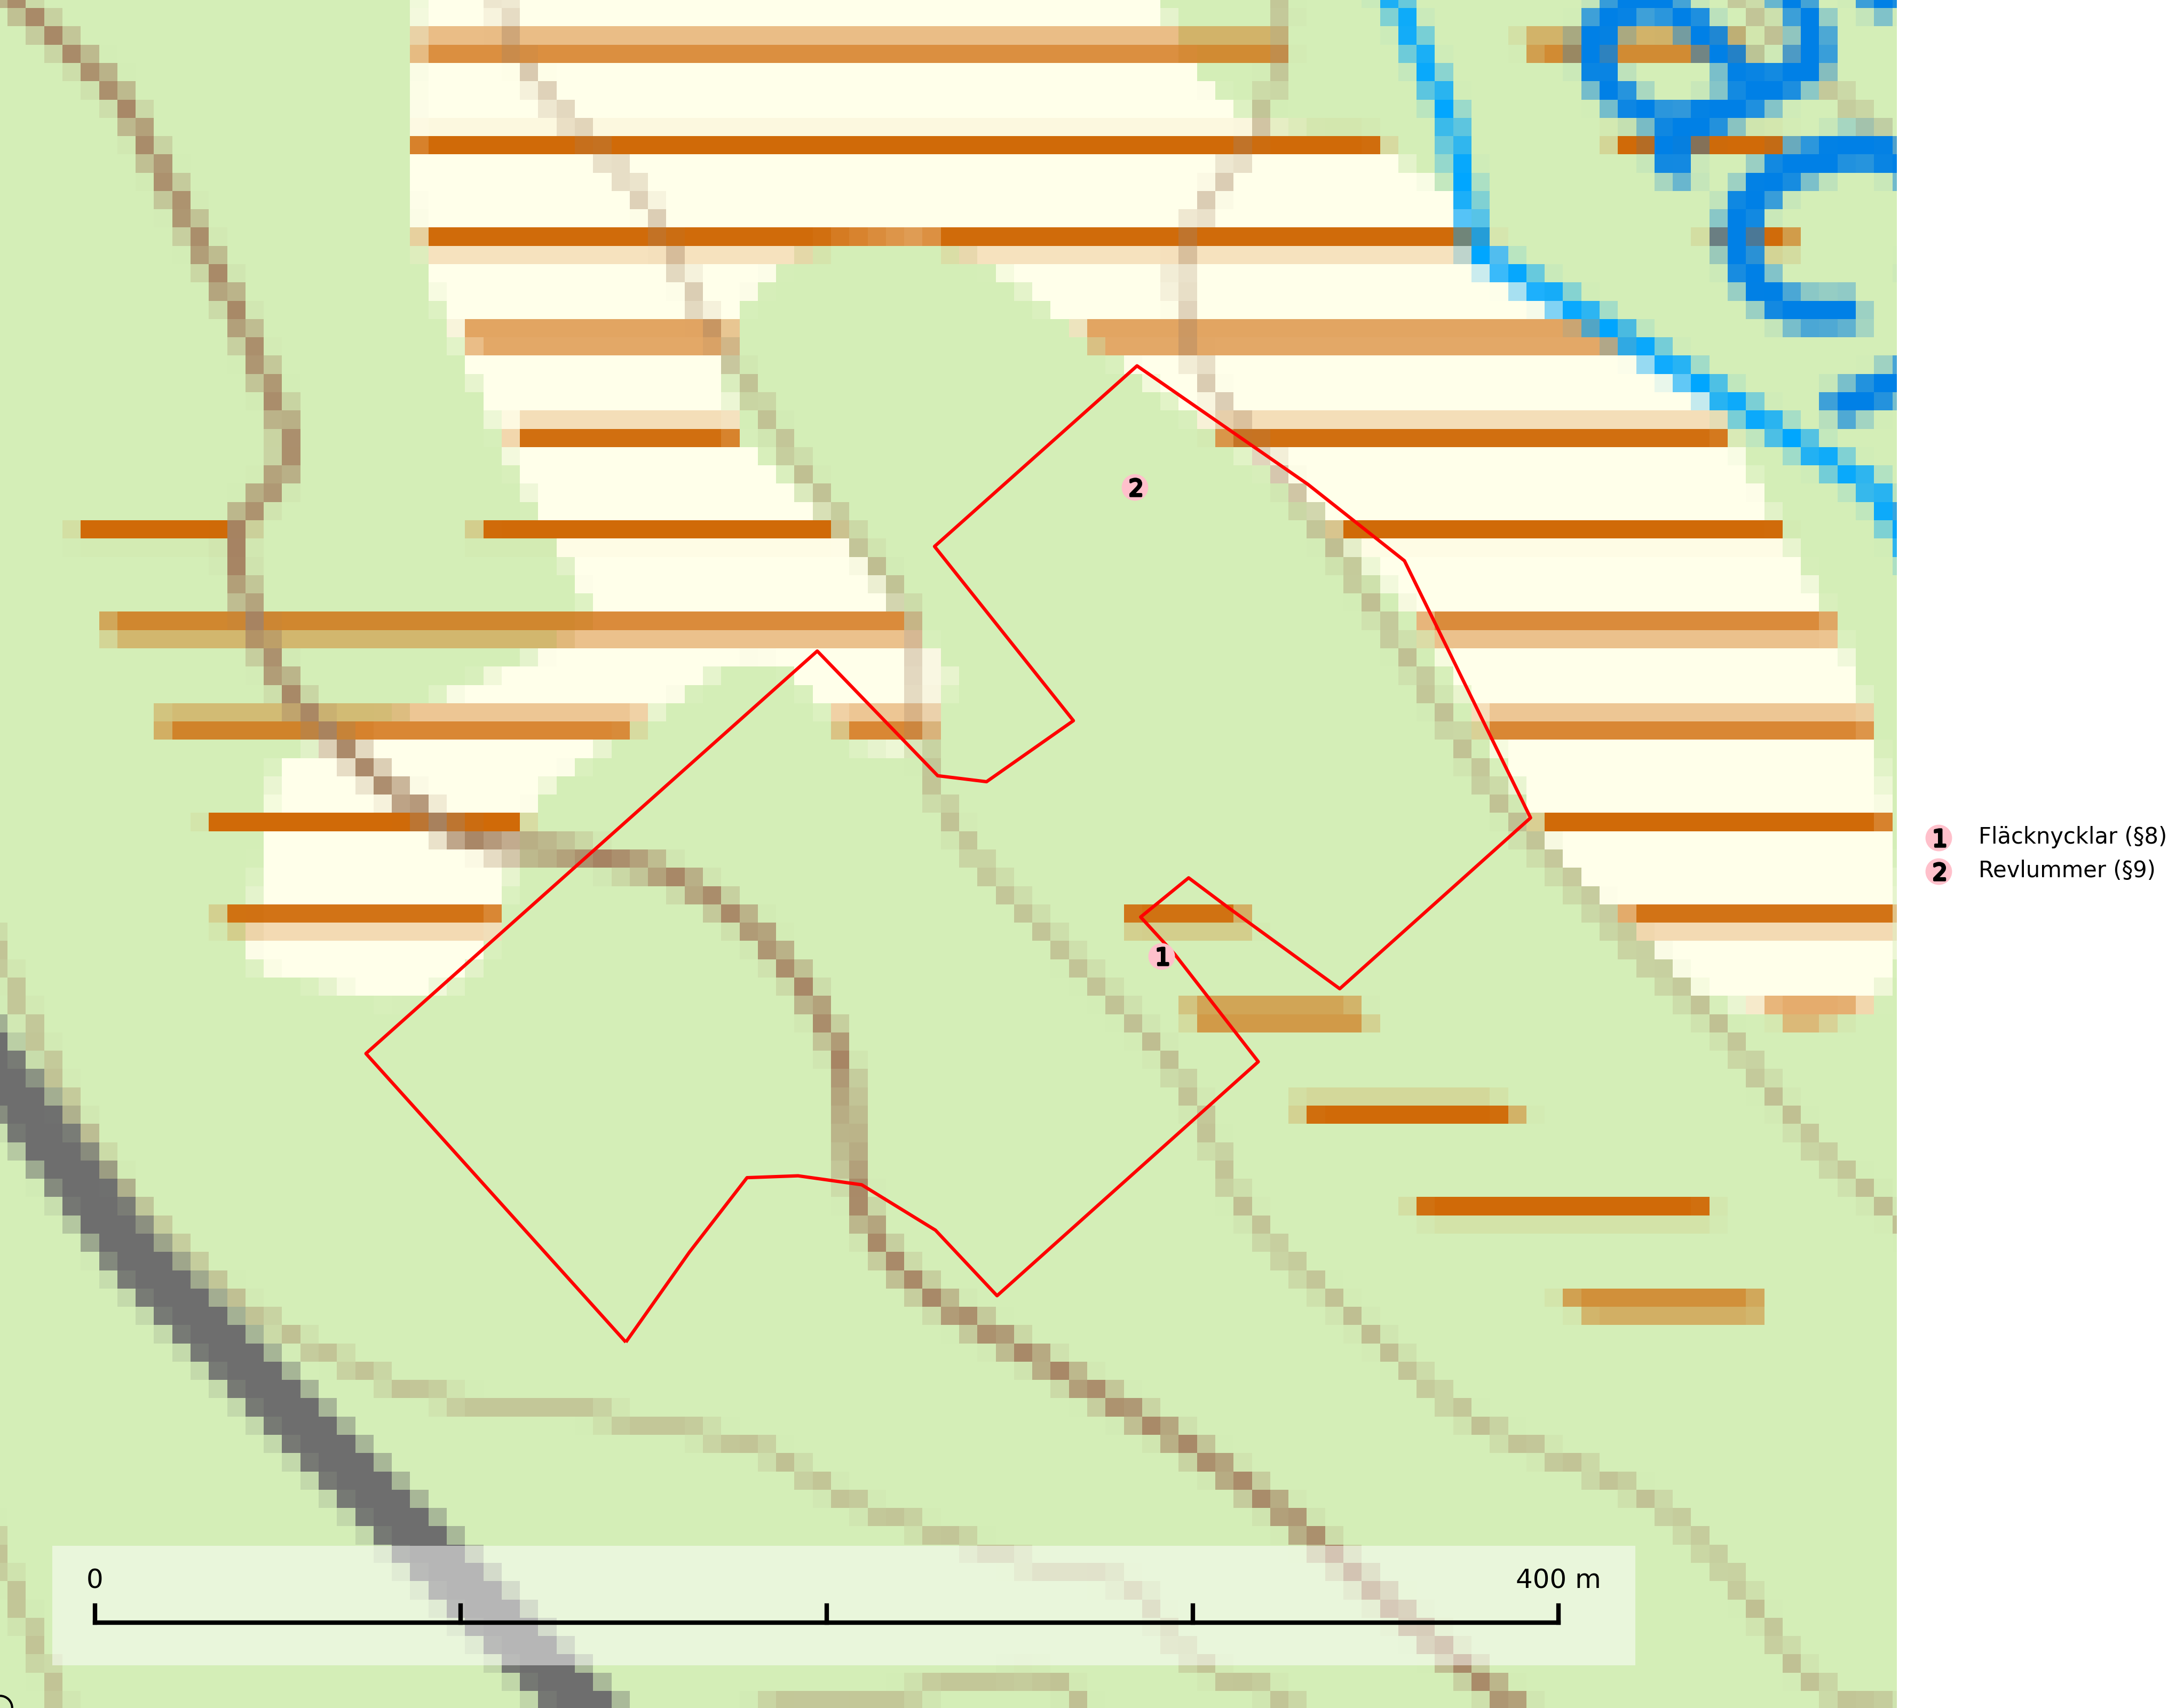 2
1
1 Fläcknycklar (§8)
2 Revlummer (§9)
0 400 m